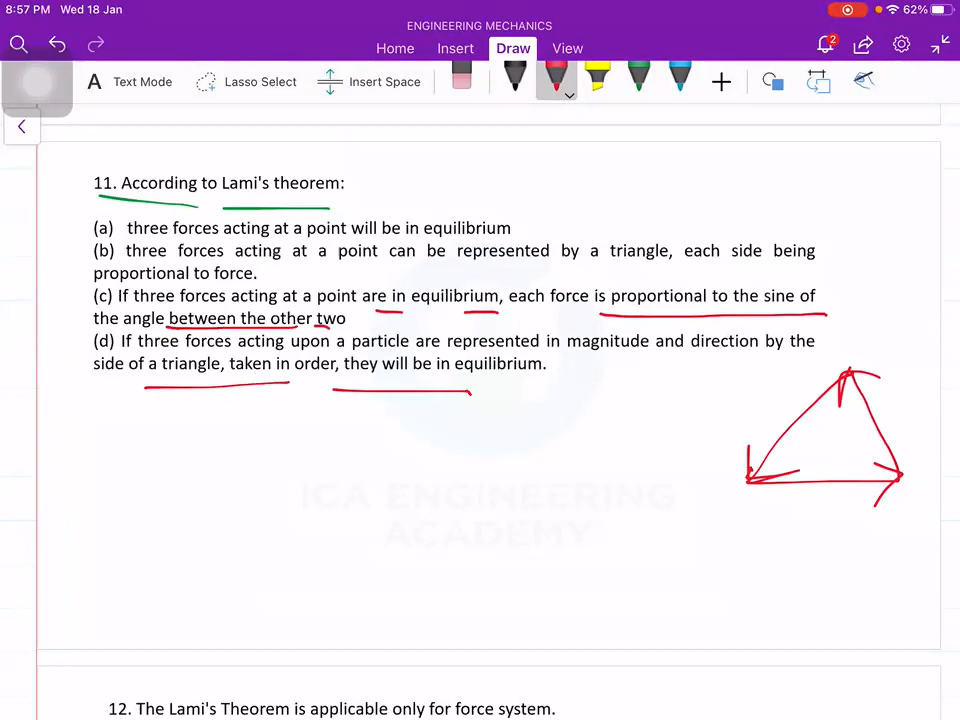 8:57 PM Wed 18 Jan
62%
ENGINEERING MECHANICS
Home Insert Draw View
2
A Text Mode Lasso Select Insert Space
11. According to Lami's theorem:
(a) three forces acting at a point will be in equilibrium
(b) three forces acting at a point can be represented by a triangle, each side being
proportional to force.
(c) If three forces acting at a point are in equilibrium, each force is proportional to the sine of
the angle between the other two
(d) If three forces acting upon a particle are represented in magnitude and direction by the
side of a triangle, taken in order, they will be in equilibrium.
ICA ENGINEERING
ACADEMY
12. The Lami's Theorem is applicable only for force system.